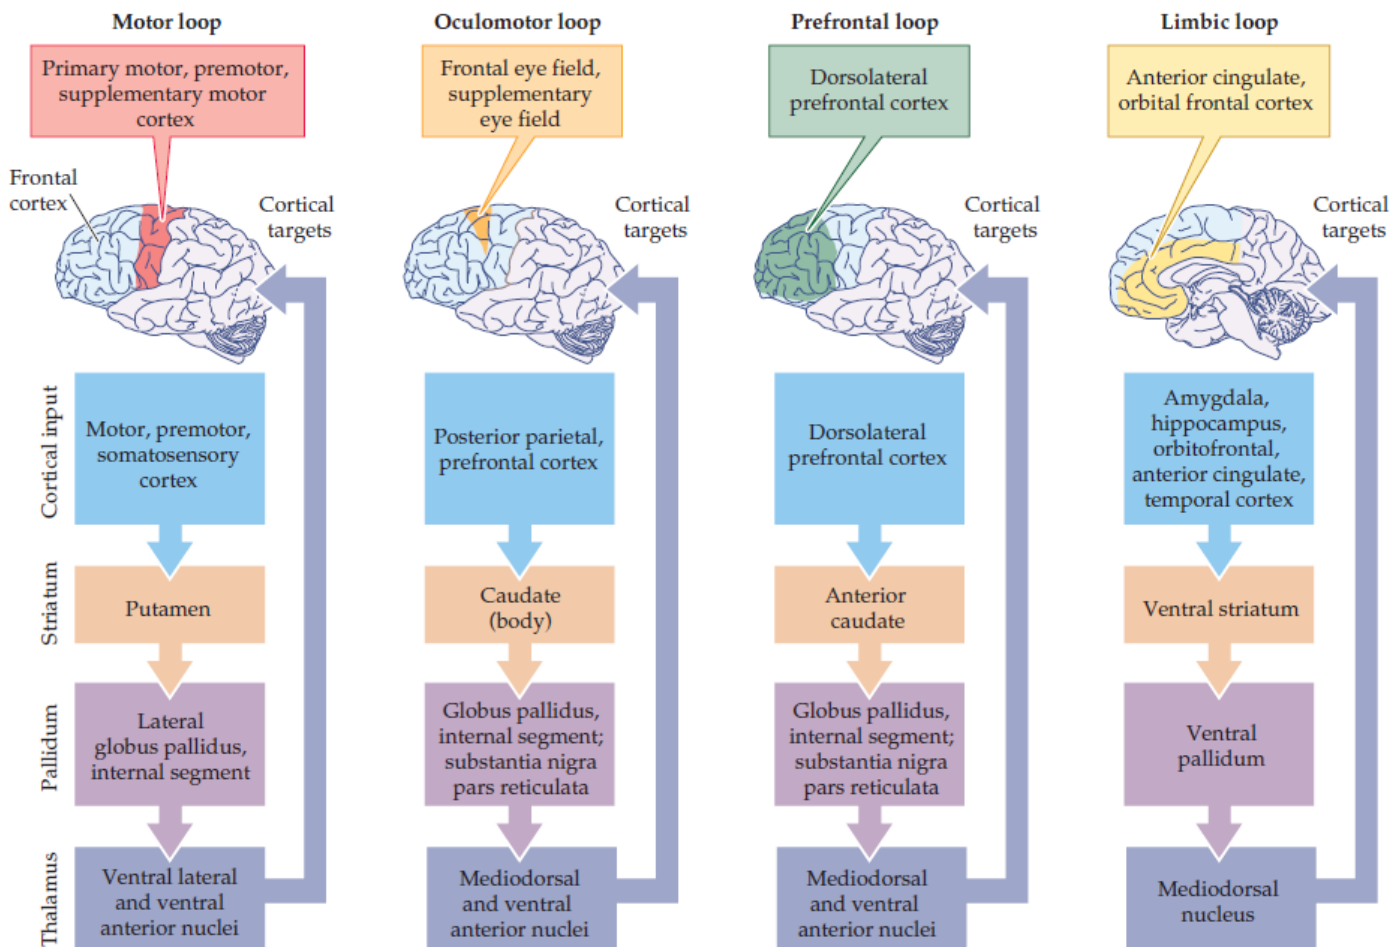 Motor loop
Primary motor, premotor,
supplementary motor
cortex
Frontal
cortex
Cortical
targets
Oculomotor loop
Frontal eye field,
supplementary
eye field
Cortical
targets
Prefrontal loop
Dorsolateral
prefrontal cortex
Cortical
targets
Limbic loop
Anterior cingulate,
orbital frontal cortex
Cortical
targets
Cortical input
Motor, premotor,
somatosensory
cortex
Posterior parietal,
prefrontal cortex
Dorsolateral
prefrontal cortex
Amygdala,
hippocampus,
orbitofrontal,
anterior cingulate,
temporal cortex
Striatum
Putamen
Caudate
(body)
Anterior
caudate
Ventral striatum
Pallidum
Lateral
globus pallidus,
internal segment
Globus pallidus,
internal segment;
substantia nigra
pars reticulata
Globus pallidus,
internal segment;
substantia nigra
pars reticulata
Ventral
pallidum
Thalamus
Ventral lateral
and ventral
anterior nuclei
Mediodorsal
and ventral
anterior nuclei
Mediodorsal
and ventral
anterior nuclei
Mediodorsal
nucleus